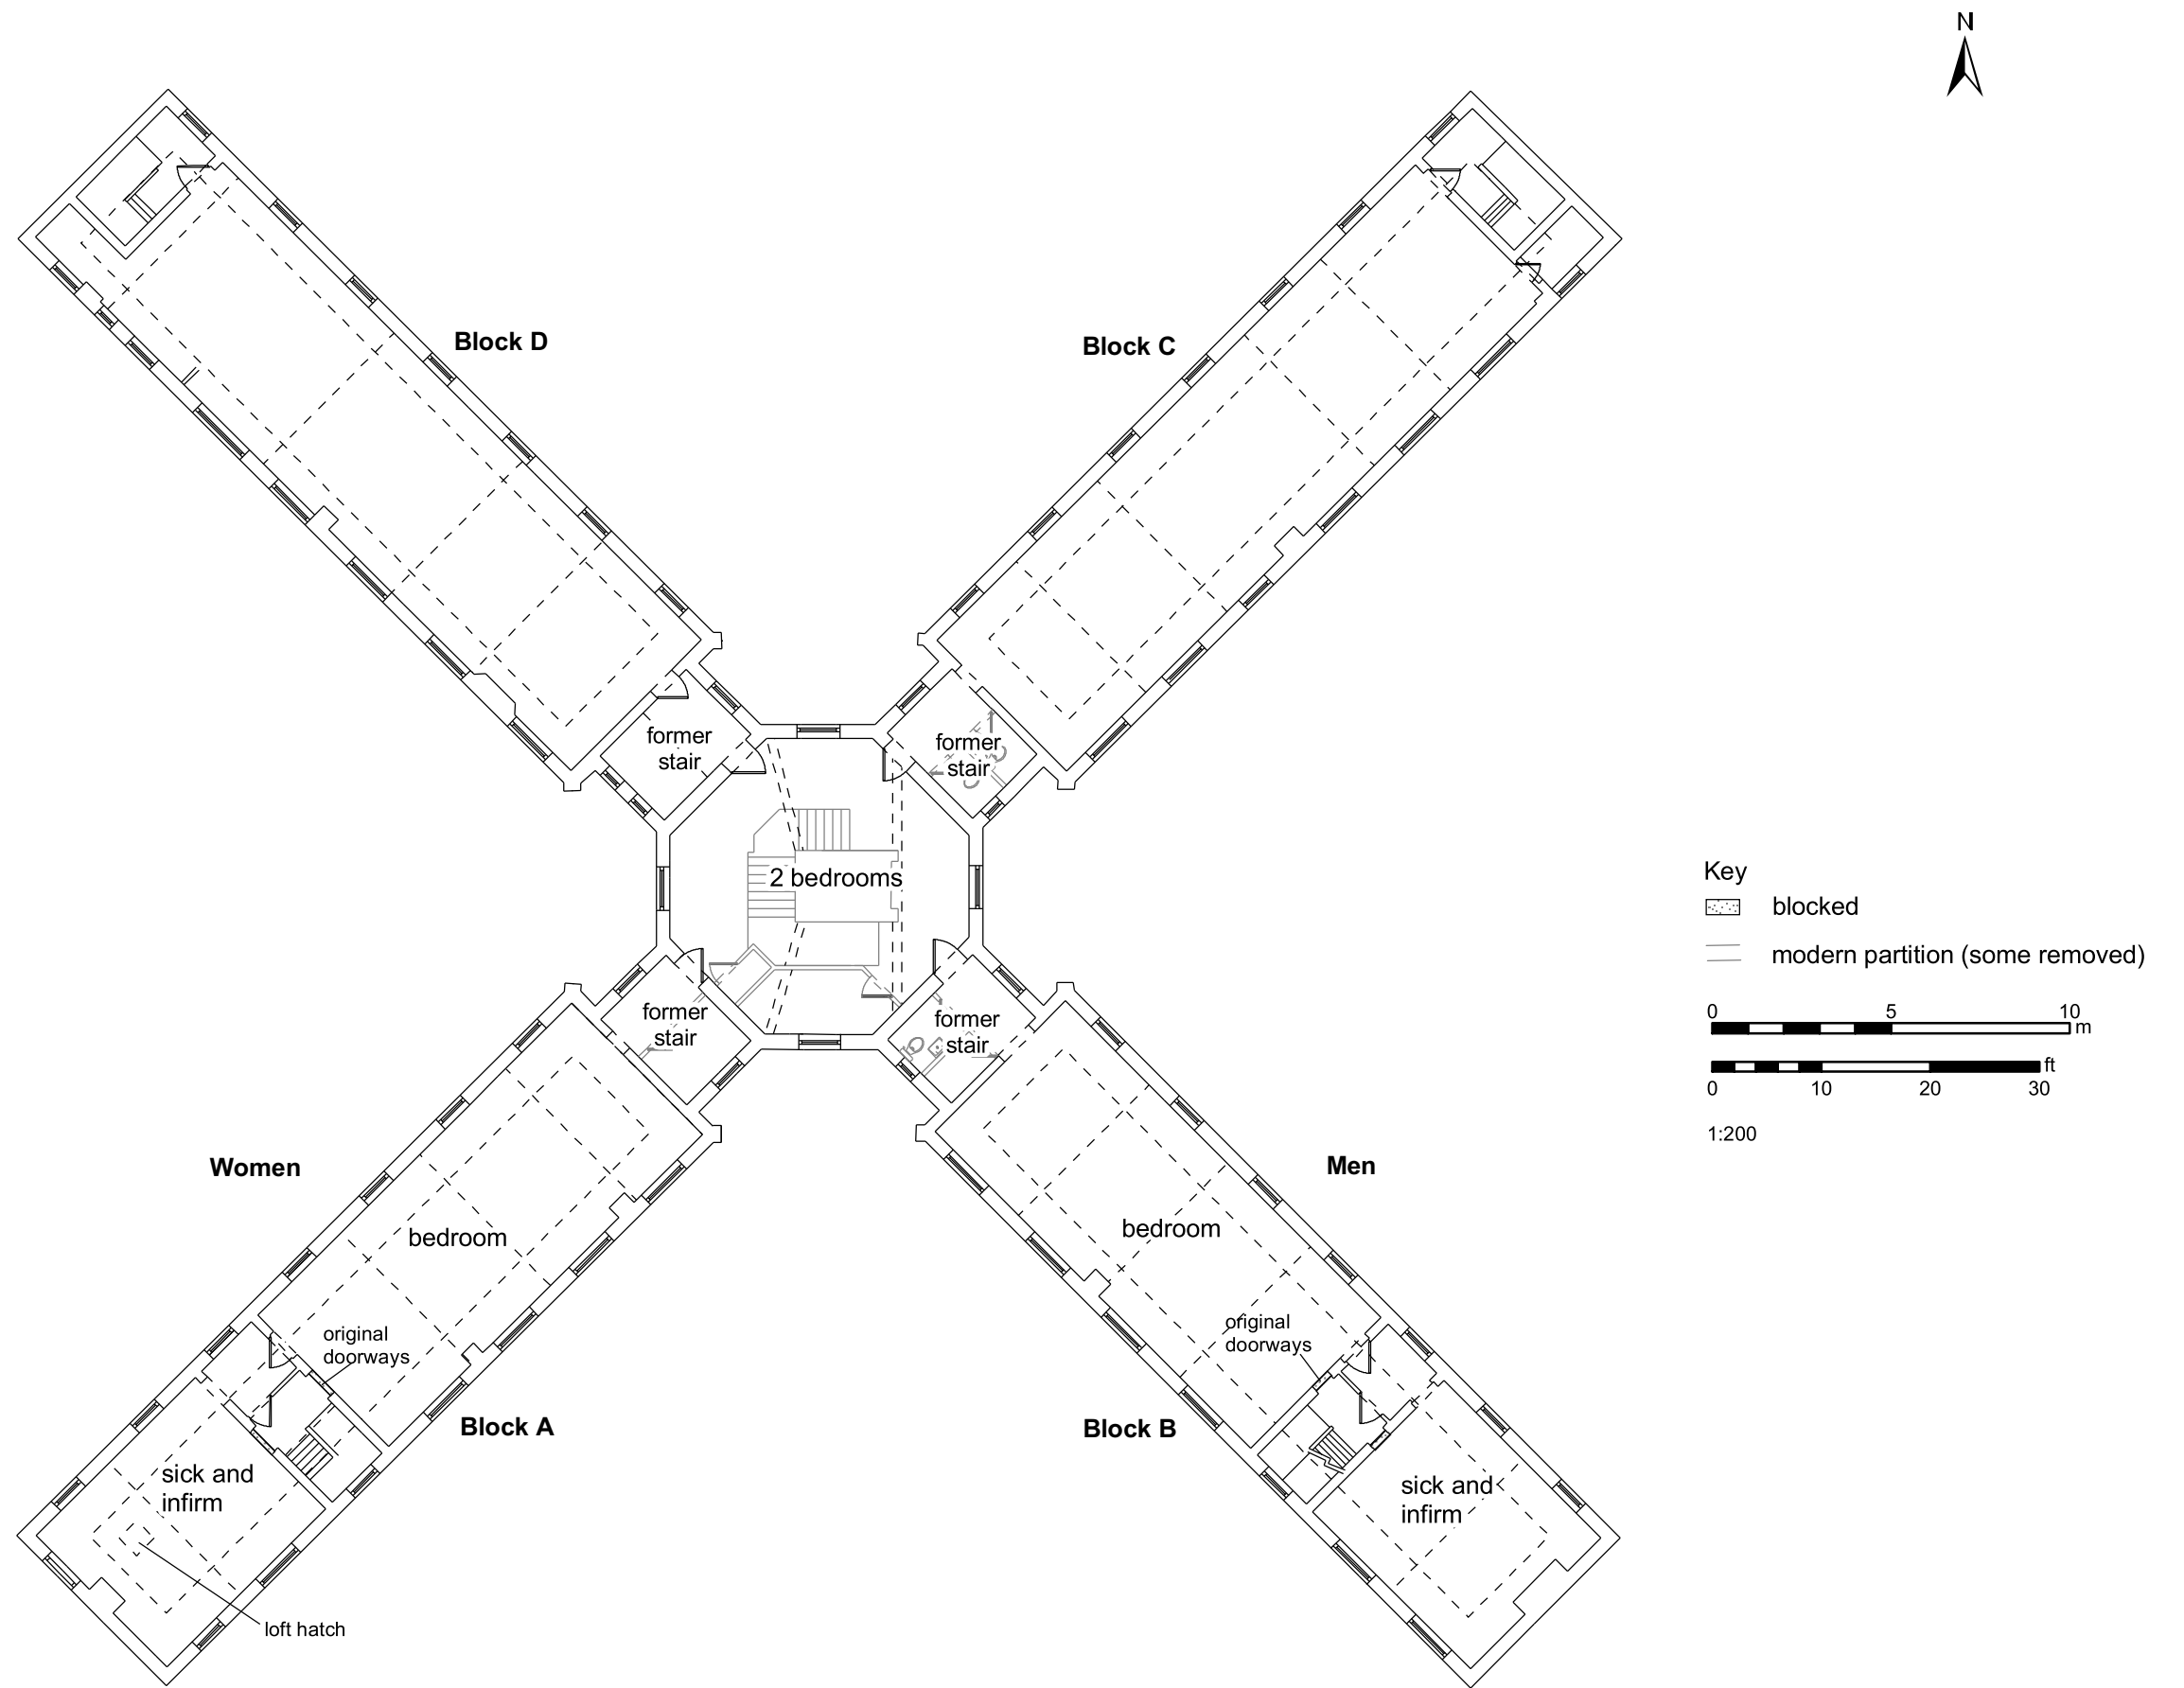 N
Block D
Block C
former
stair
former
stair
2 bedrooms
Key
blocked
modern partition (some removed)
0 5 10
m
ft
0 10 20 30
1:200
former
stair
former
stair
Women
Men
bedroom
bedroom
original
doorways
original
doorways
Block A
Block B
sick and
infirm
sick and
infirm
loft hatch